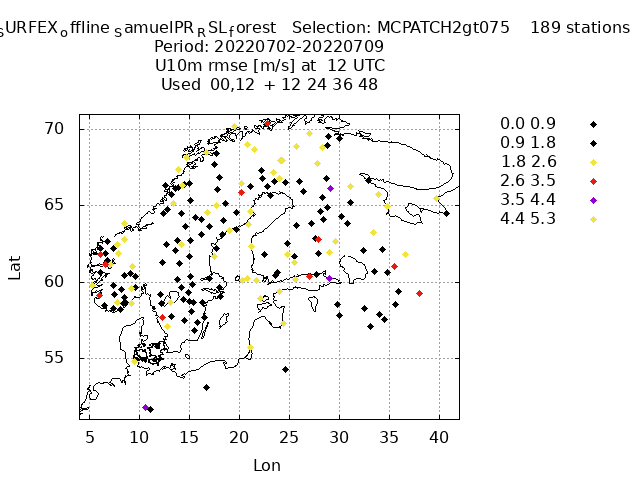 SURFEXoffline SamuelPRRSLforest Selection: MCPATCH2gt075 189 stations
Period: 20220702-20220709
U10m rmse [m/s] at 12 UTC
Used 00,12 + 12 24 36 48
70
65
60
55
Lat
5 10 15 20 25 30 35 40
Lon
0.0 0.9
0.9 1.8
1.8 2.6
2.6 3.5
3.5 4.4
4.4 5.3